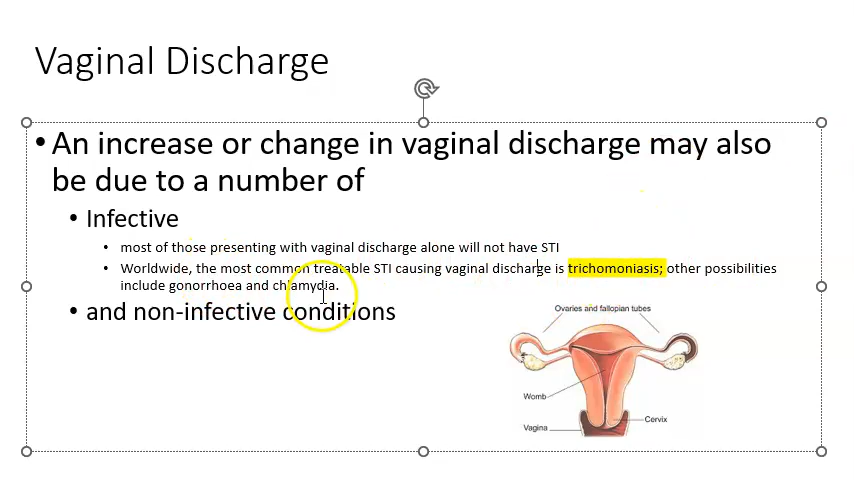 Vaginal Discharge
• An increase or change in vaginal discharge may also
be due to a number of
• Infective
• most of those presenting with vaginal discharge alone will not have STI
• Worldwide, the most common treatable STI causing vaginal discharge is trichomoniasis; other possibilities
include gonorrhoea and chlamydia.
• and non-infective conditions
Ovaries and fallopian tubes
Womb
Cervix
Vagina